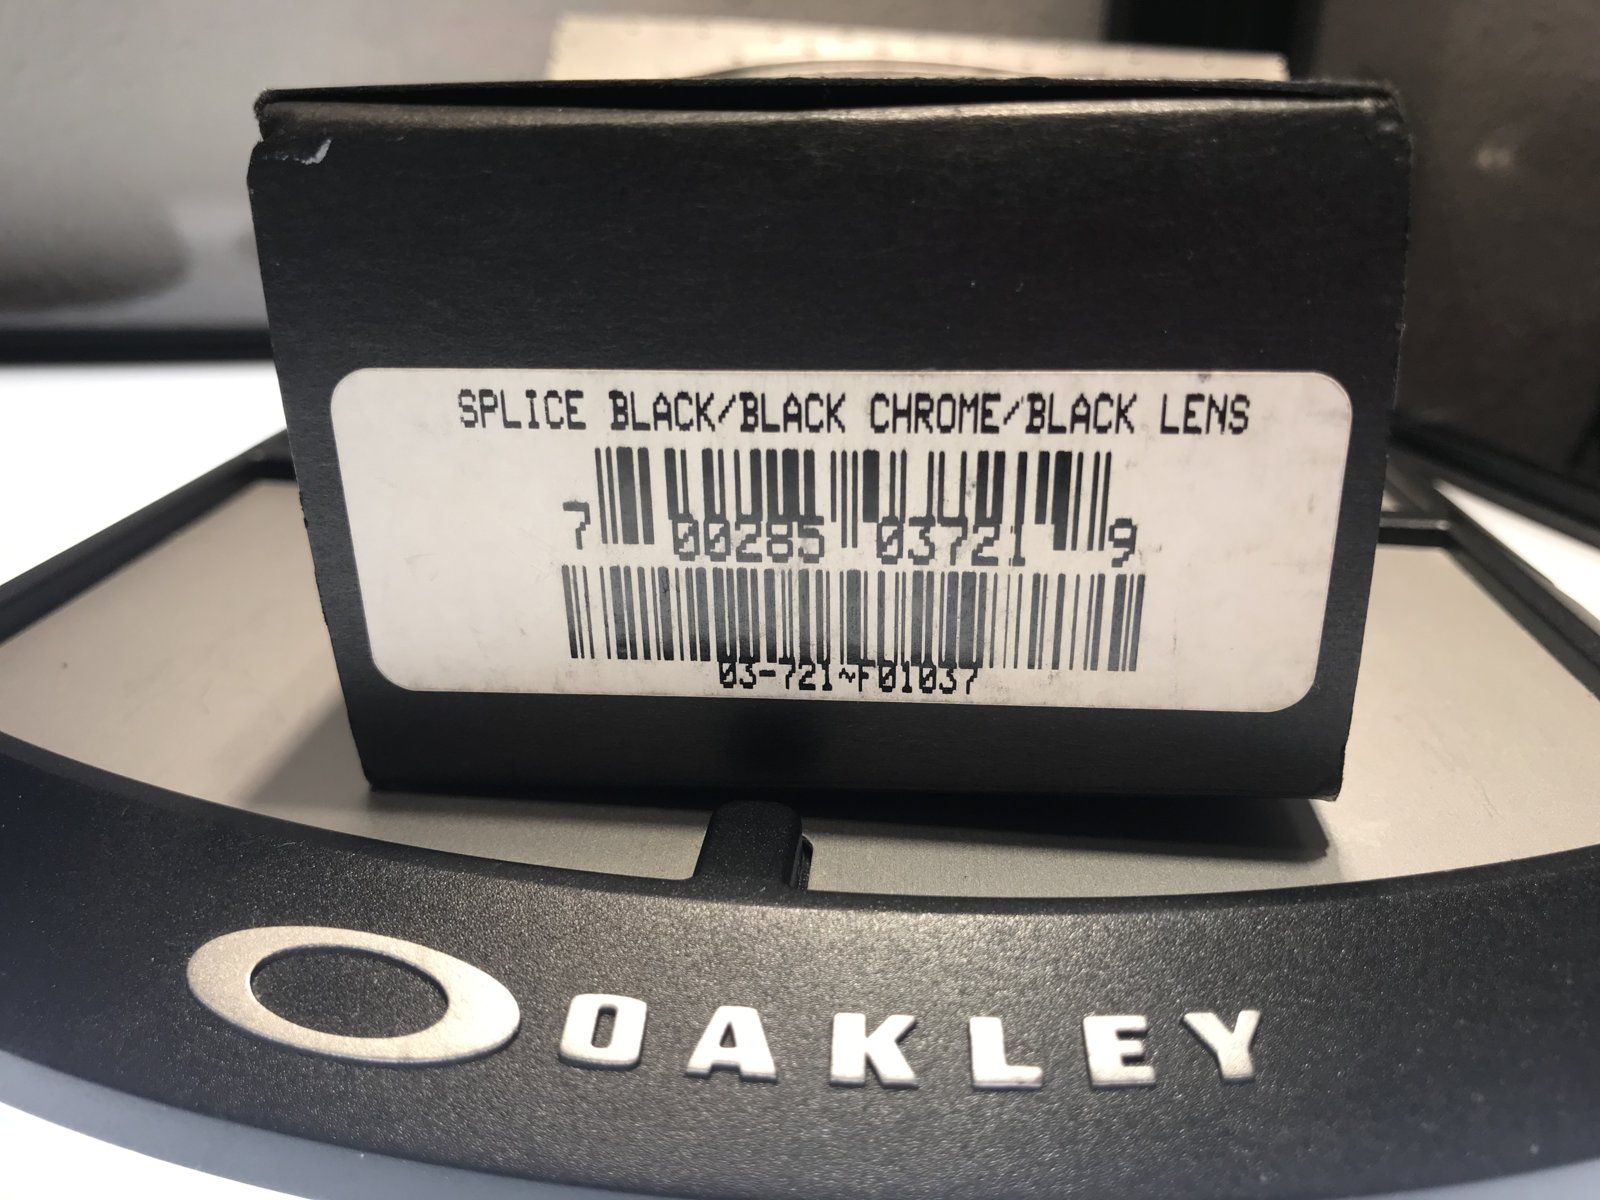 SPLICE BLACK/BLACK CHROME/BLACK LENS
7 00285 03721 9
03-721~F01037
OAKLEY